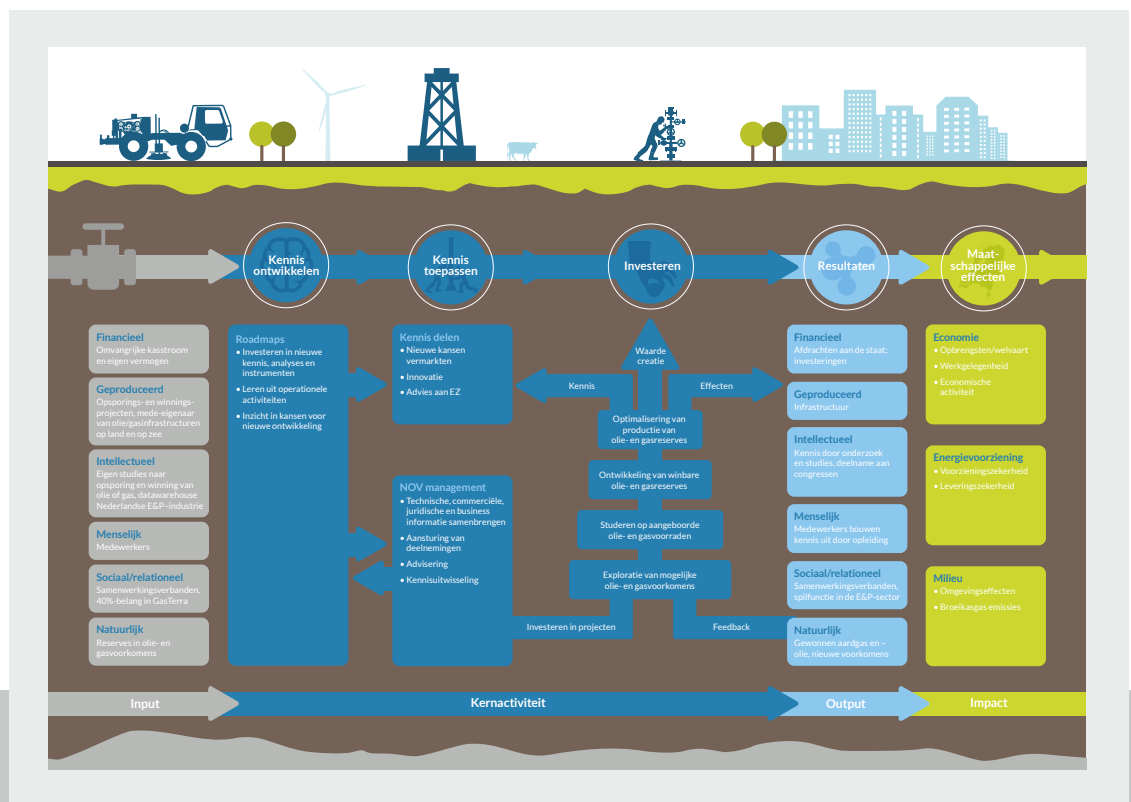 Kennis
ontwikkelen
Kennis
toepassen
Investeren
Resultaten
Maat-
schappelijke
effecten
Financieel
Omvangrijke kasstroom
en eigen vermogen
Geproduceerd
Opsporings- en winnings-
projecten, mede-eigenaar
van olie/gasinfrastructuren
op land en op zee
Intellectueel
Eigen studies naar
opsporing en winning van
olie of gas, datawarehouse
Nederlandse E&P-industrie
Menselijk
Medewerkers
Sociaal/relationeel
Samenwerkingsverbanden,
40%-belang in GasTerra
Natuurlijk
Reserves in olie- en
gasvoorkomens
Roadmaps
• Investeren in nieuwe
kennis, analyses en
instrumenten
• Leren uit operationele
activiteiten
• Inzicht in kansen voor
nieuwe ontwikkeling
Kennis delen
• Nieuwe kansen
vermarkten
• Innovatie
• Advies aan EZ
NOV management
• Technische, commerciële,
juridische en business
informatie samenbrengen
• Aansturing van
deelnemingen
• Advisering
• Kennisuitwisseling
Waarde
creatie
Kennis
Effecten
Optimalisering van
productie van
olie- en gasreserves
Ontwikkeling van winbare
olie- en gasreserves
Studeren op aangeboorde
olie- en gasvoorraden
Exploratie van mogelijke
olie- en gasvoorkomens
Investeren in projecten
Feedback
Financieel
Afdrachten aan de staat;
investeringen
Geproduceerd
Infrastructuur
Intellectueel
Kennis door onderzoek
en studies, deelname aan
congressen
Menselijk
Medewerkers bouwen
kennis uit door opleiding
Sociaal/relationeel
Samenwerkingsverbanden,
spilfunctie in de E&P-sector
Natuurlijk
Gewonnen aardgas en –
olie, nieuwe voorkomens
Economie
• Opbrengsten/welvaart
• Werkgelegenheid
• Economische
activiteit
Energievoorziening
• Voorzieningszekerheid
• Leveringszekerheid
Milieu
• Omgevingseffecten
• Broeikasgas emissies
Input
Kernactiviteit
Output
Impact